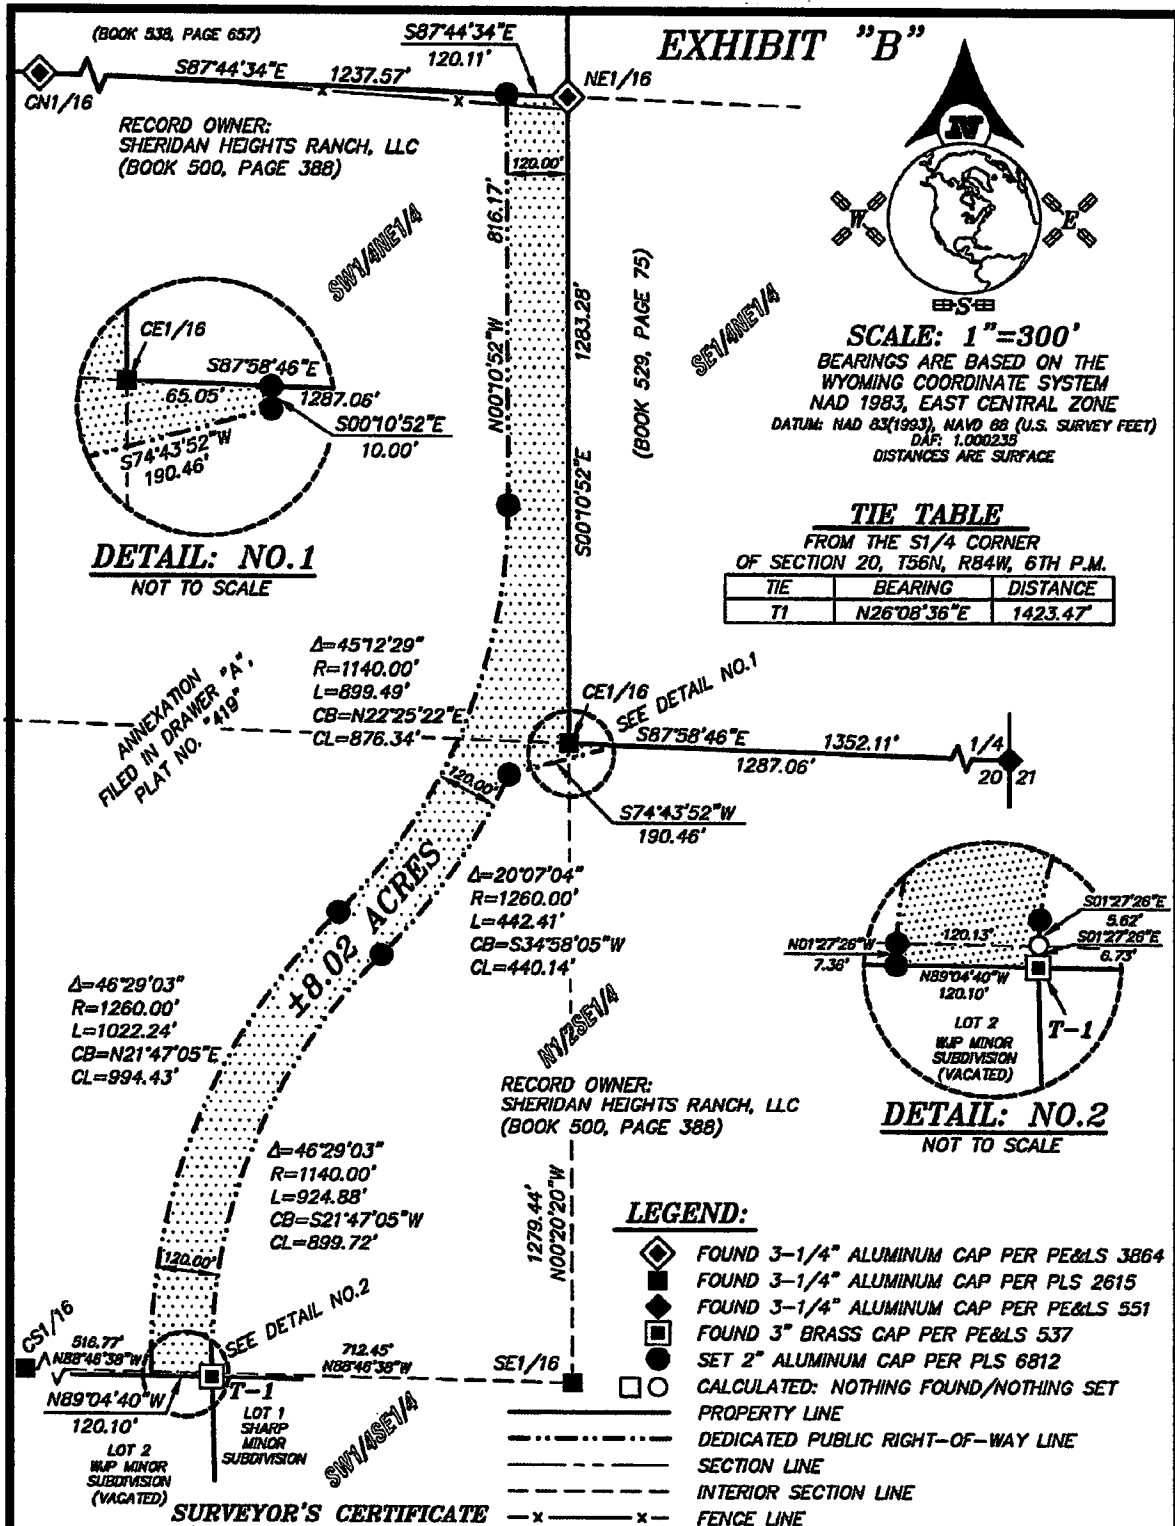 EXHIBIT "B"
(BOOK 538, PAGE 657)
S87°44'34"E
120.11'
S87°44'34"E 1237.57'
CN1/16
NE1/16
RECORD OWNER:
SHERIDAN HEIGHTS RANCH, LLC
(BOOK 500, PAGE 388)
120.00'
816.17'
N00°10'52"W
SW1/4NE1/4
1283.28'
S00°10'52"E
(BOOK 529, PAGE 75)
SE1/4NE1/4
N
W
E
S
SCALE: 1"=300'
BEARINGS ARE BASED ON THE
WYOMING COORDINATE SYSTEM
NAD 1983, EAST CENTRAL ZONE
DATUM: NAD 83(1993), NAVD 88 (U.S. SURVEY FEET)
DAF: 1.000235
DISTANCES ARE SURFACE
CE1/16
S87°58'46"E
65.05'
1287.06'
S00°10'52"E
10.00'
S74°43'52"W
190.46'
DETAIL: NO.1
NOT TO SCALE
TIE TABLE
FROM THE S1/4 CORNER
OF SECTION 20, T56N, R84W, 6TH P.M.
TIE BEARING DISTANCE
T1 N26°08'36"E 1423.47'
Δ=45°12'29"
R=1140.00'
L=899.49'
CB=N22°25'22"E
CL=876.34'
ANNEXATION
FILED IN DRAWER "A",
PLAT NO. "419"
CE1/16
SEE DETAIL NO.1
S87°58'46"E 1352.11'
1287.06'
1/4
20 21
S74°43'52"W
190.46'
120.00'
±8.02 ACRES
Δ=20°07'04"
R=1260.00'
L=442.41'
CB=S34°58'05"W
CL=440.14'
Δ=46°29'03"
R=1260.00'
L=1022.24'
CB=N21°47'05"E
CL=994.43'
N1/2SE1/4
RECORD OWNER:
SHERIDAN HEIGHTS RANCH, LLC
(BOOK 500, PAGE 388)
S01°27'26"E
5.62'
S01°27'26"E
6.73'
120.13'
N01°27'26"W
7.36'
N89°04'40"W
120.10'
LOT 2
WJP MINOR
SUBDIVISION
(VACATED)
T-1
DETAIL: NO.2
NOT TO SCALE
Δ=46°29'03"
R=1140.00'
L=924.88'
CB=S21°47'05"W
CL=899.72'
120.00'
1279.44'
N00°20'20"W
CS1/16
516.77'
N88°46'38"W
SEE DETAIL NO.2
712.45'
N88°46'38"W
SE1/16
N89°04'40"W
120.10'
T-1
LOT 1
SHARP
MINOR
SUBDIVISION
LOT 2
WJP MINOR
SUBDIVISION
(VACATED)
SW1/4SE1/4
LEGEND:
FOUND 3-1/4" ALUMINUM CAP PER PE&LS 3864
FOUND 3-1/4" ALUMINUM CAP PER PLS 2615
FOUND 3-1/4" ALUMINUM CAP PER PE&LS 551
FOUND 3" BRASS CAP PER PE&LS 537
SET 2" ALUMINUM CAP PER PLS 6812
CALCULATED: NOTHING FOUND/NOTHING SET
PROPERTY LINE
DEDICATED PUBLIC RIGHT-OF-WAY LINE
SECTION LINE
INTERIOR SECTION LINE
FENCE LINE
SURVEYOR'S CERTIFICATE